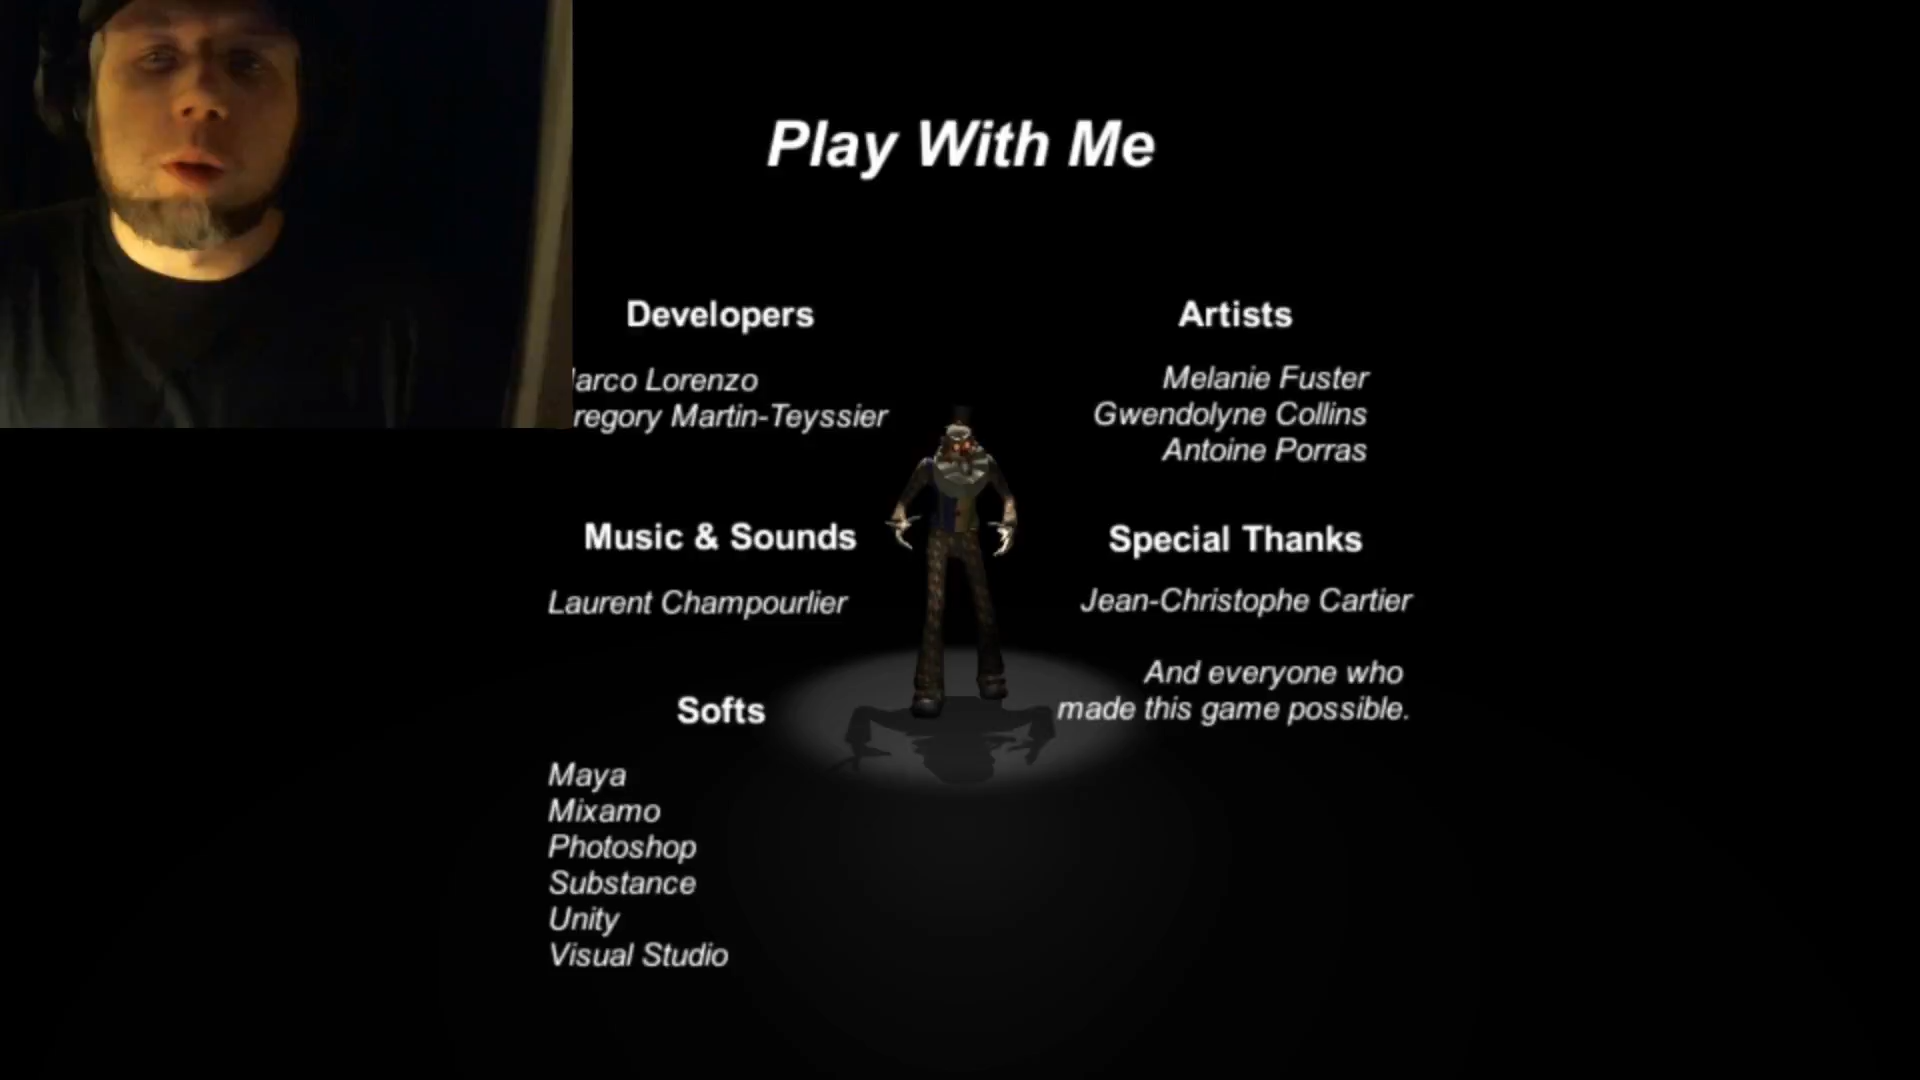 Play With Me
Developers
arco Lorenzo
regory Martin-Teyssier
Music & Sounds
Laurent Champourlier
Softs
Maya
Mixamo
Photoshop
Substance
Unity
Visual Studio
Artists
Melanie Fuster
Gwendolyne Collins
Antoine Porras
Special Thanks
Jean-Christophe Cartier
And everyone who
made this game possible.